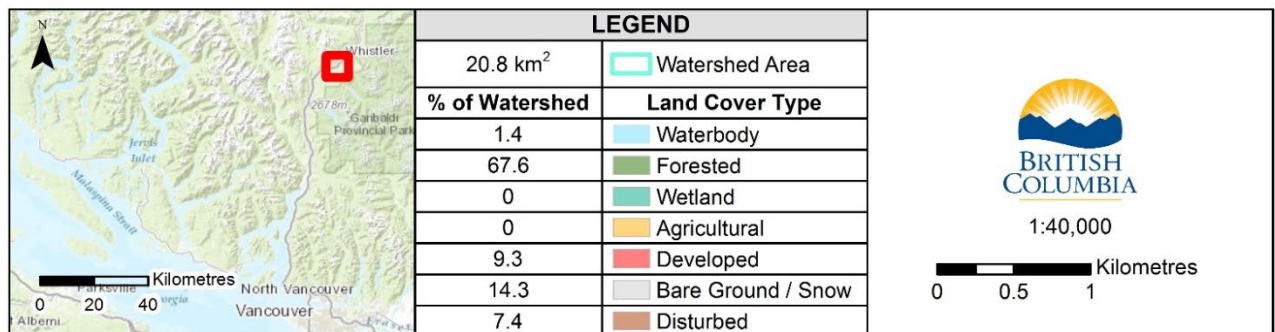 N
Whistler
2678m
Garibaldi
Provincial Park
Jervis
Inlet
Malaspina Strait
Kilometres
0 20 40
Parksville
orgia
North Vancouver
Vancouver
t Alberni
Frase
LEGEND
20.8 km² Watershed Area
% of Watershed Land Cover Type
1.4 Waterbody
67.6 Forested
0 Wetland
0 Agricultural
9.3 Developed
14.3 Bare Ground / Snow
7.4 Disturbed
BRITISH
COLUMBIA
1:40,000
Kilometres
0 0.5 1